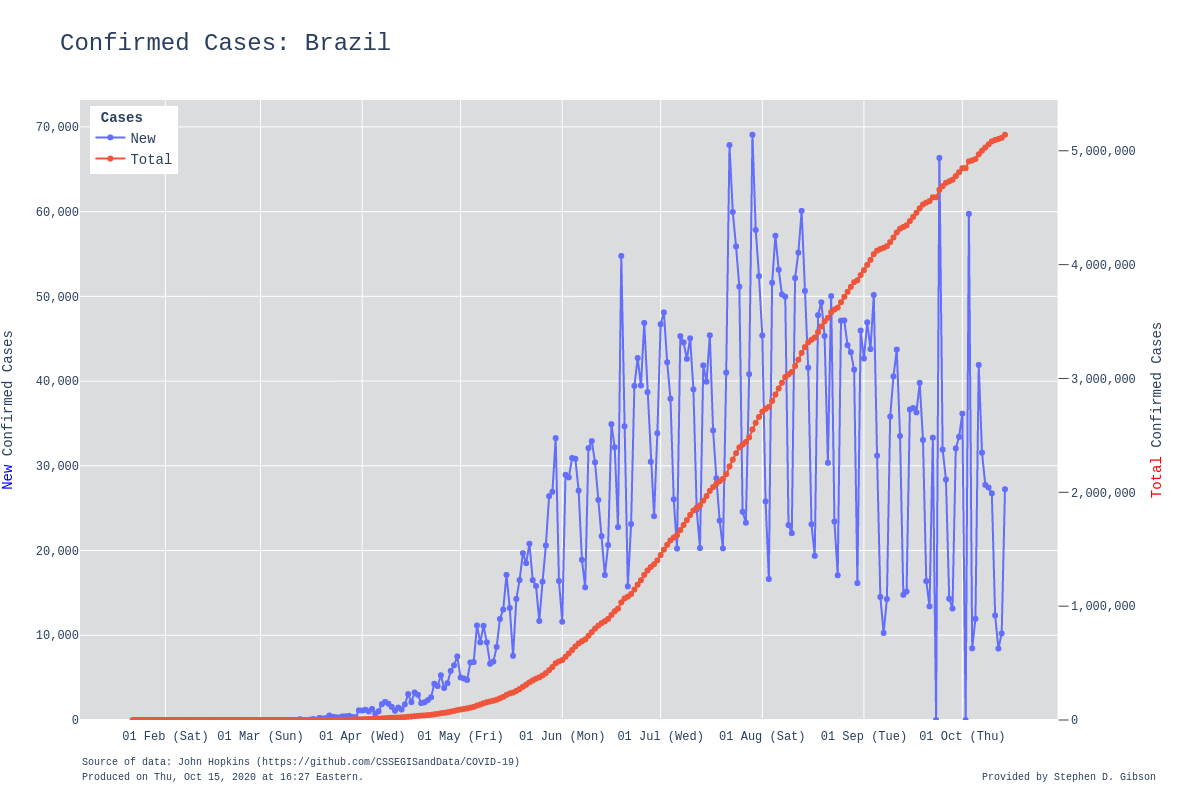 Confirmed Cases: Brazil
Cases
New
Total
70,000
60,000
50,000
40,000
30,000
20,000
10,000
0
5,000,000
4,000,000
3,000,000
2,000,000
1,000,000
0
New Confirmed Cases
Total Confirmed Cases
01 Feb (Sat) 01 Mar (Sun) 01 Apr (Wed) 01 May (Fri) 01 Jun (Mon) 01 Jul (Wed) 01 Aug (Sat) 01 Sep (Tue) 01 Oct (Thu)
Source of data: John Hopkins (https://github.com/CSSEGISandData/COVID-19)
Produced on Thu, Oct 15, 2020 at 16:27 Eastern.
Provided by Stephen D. Gibson